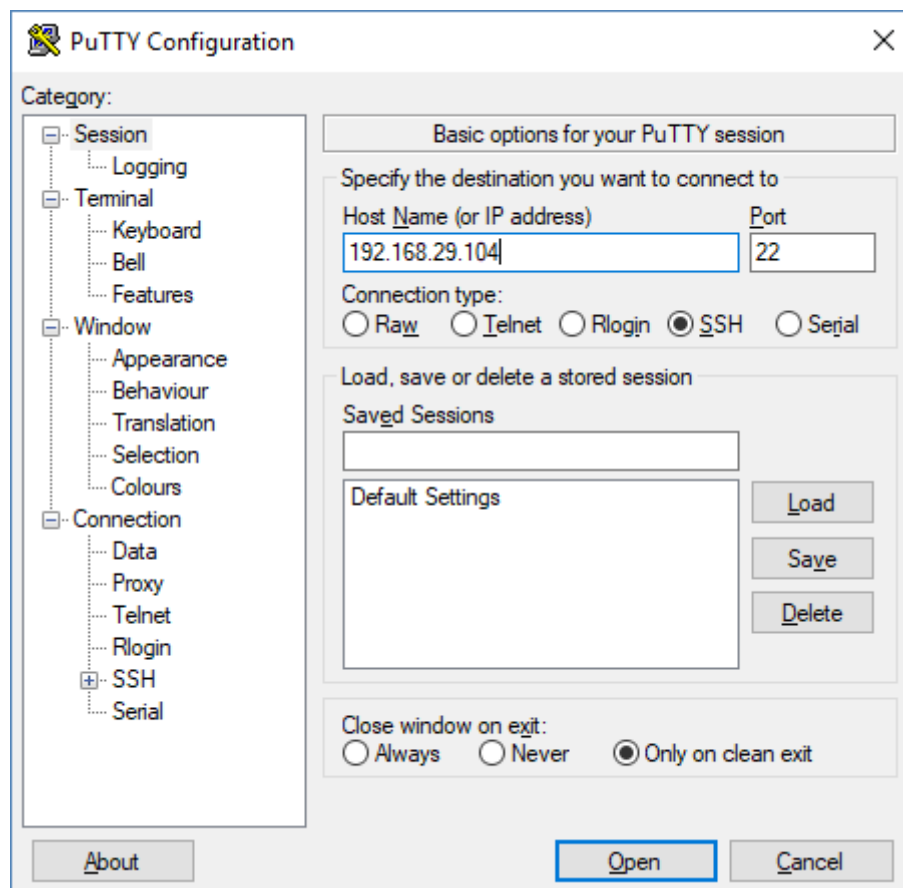 PuTTY Configuration
Category:
Session
Logging
Terminal
Keyboard
Bell
Features
Window
Appearance
Behaviour
Translation
Selection
Colours
Connection
Data
Proxy
Telnet
Rlogin
SSH
Serial
Basic options for your PuTTY session
Specify the destination you want to connect to
Host Name (or IP address) Port
192.168.29.104 22
Connection type:
Raw Telnet Rlogin SSH Serial
Load, save or delete a stored session
Saved Sessions
Default Settings
Load
Save
Delete
Close window on exit:
Always Never Only on clean exit
About Open Cancel